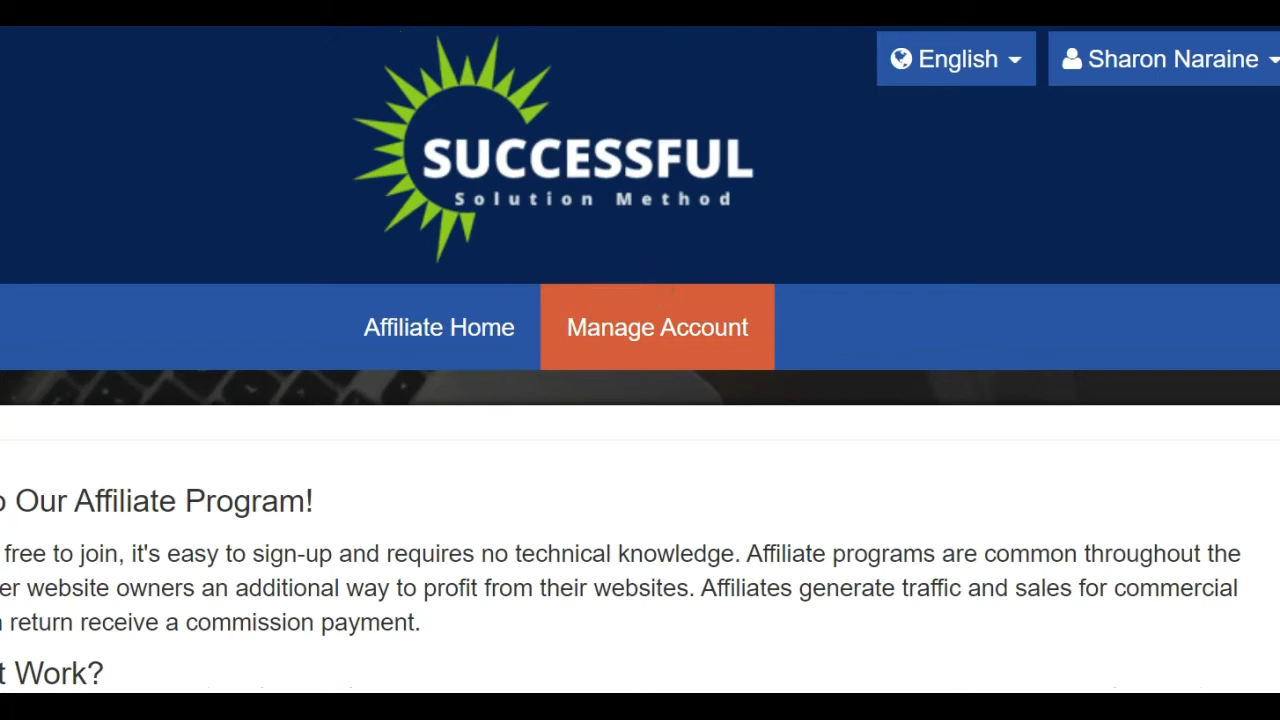 English
Sharon Naraine
SUCCESSFUL
Solution Method
Affiliate Home
Manage Account
Our Affiliate Program!
free to join, it's easy to sign-up and requires no technical knowledge. Affiliate programs are common throughout the
website owners an additional way to profit from their websites. Affiliates generate traffic and sales for commercial
return receive a commission payment.
Work?